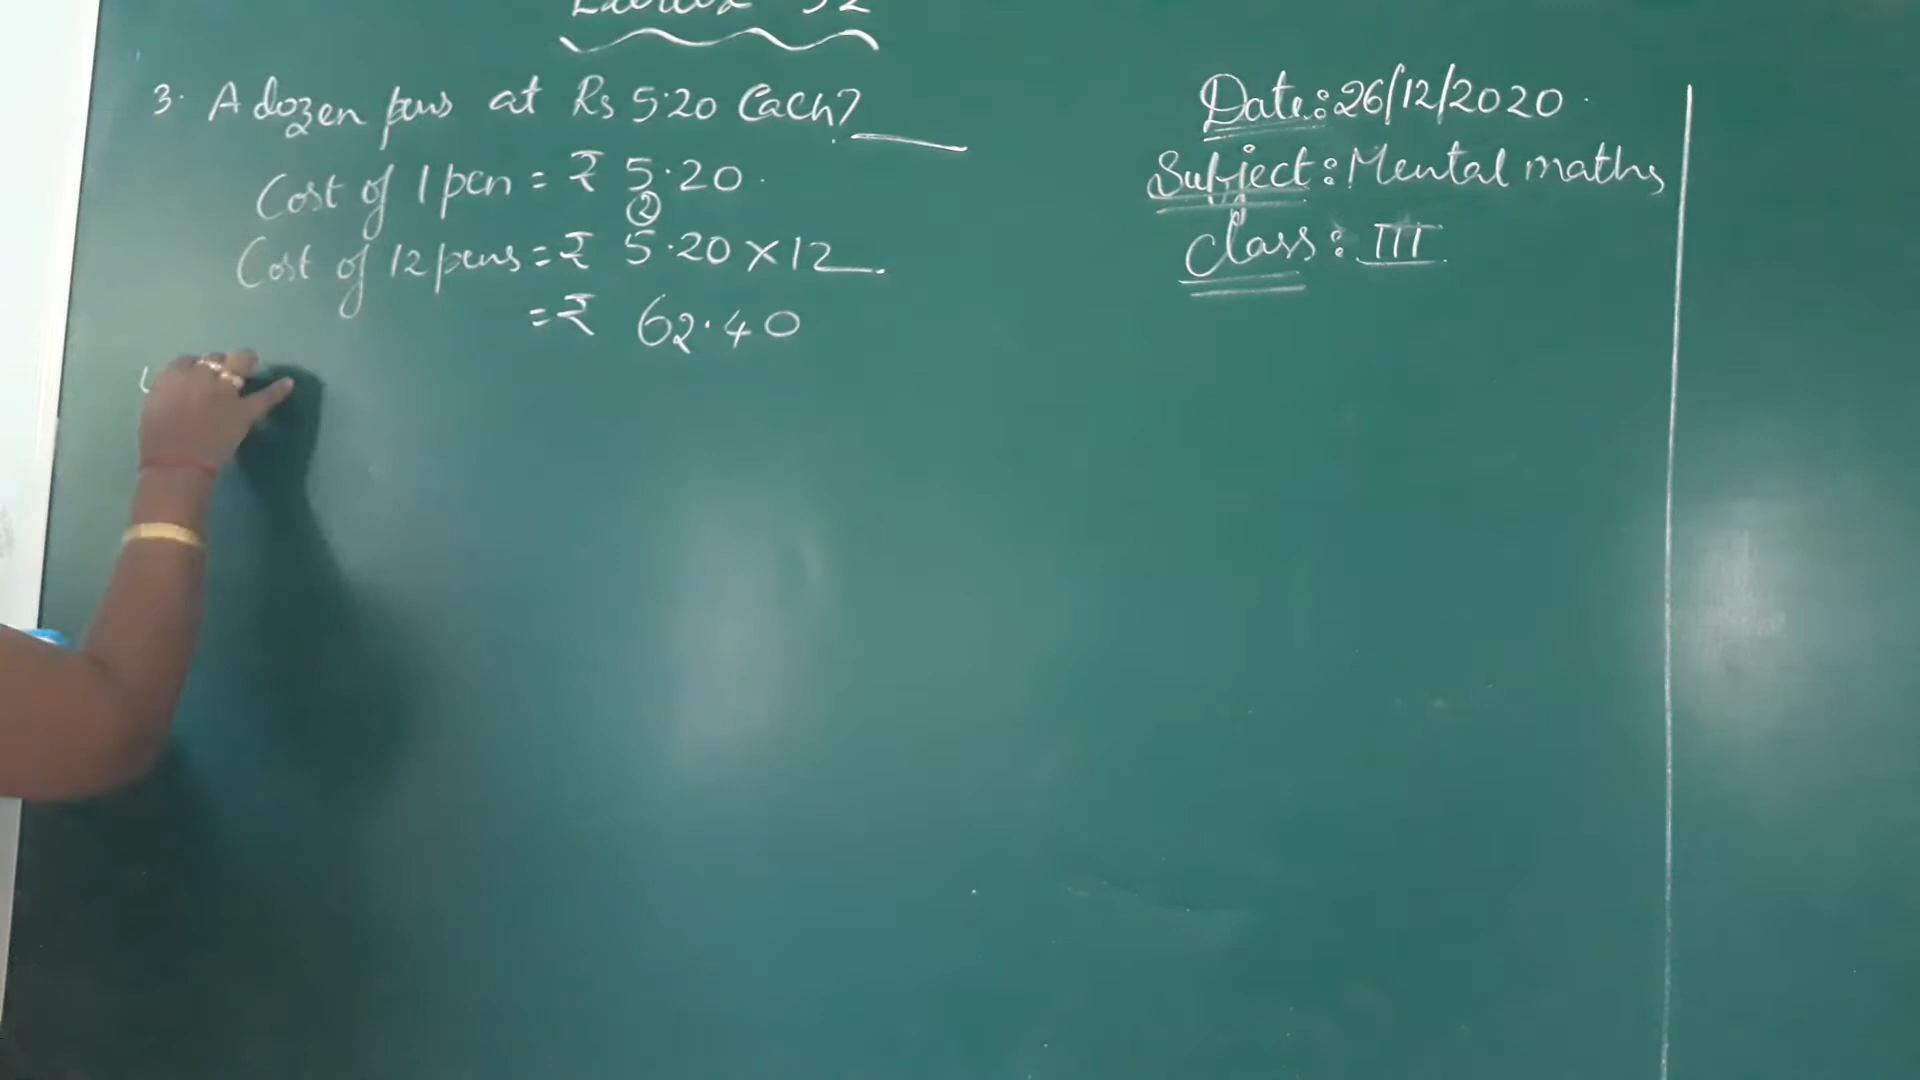 3. A dozen pens at Rs 5.20 Each? ____
Cost of 1 pen = ₹ 5.20.
②
Cost of 12 pens = ₹ 5.20 × 12
= ₹ 62.40
Date: 26/12/2020
Subject: Mental maths
Class: III